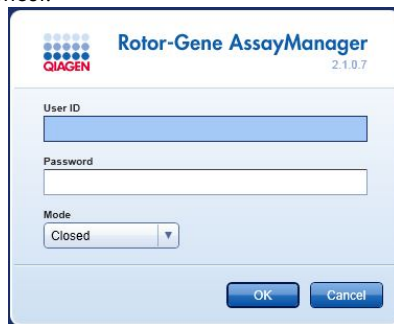 Rotor-Gene AssayManager
QIAGEN
2.1.0.7
User ID
Password
Mode
Closed
OK Cancel